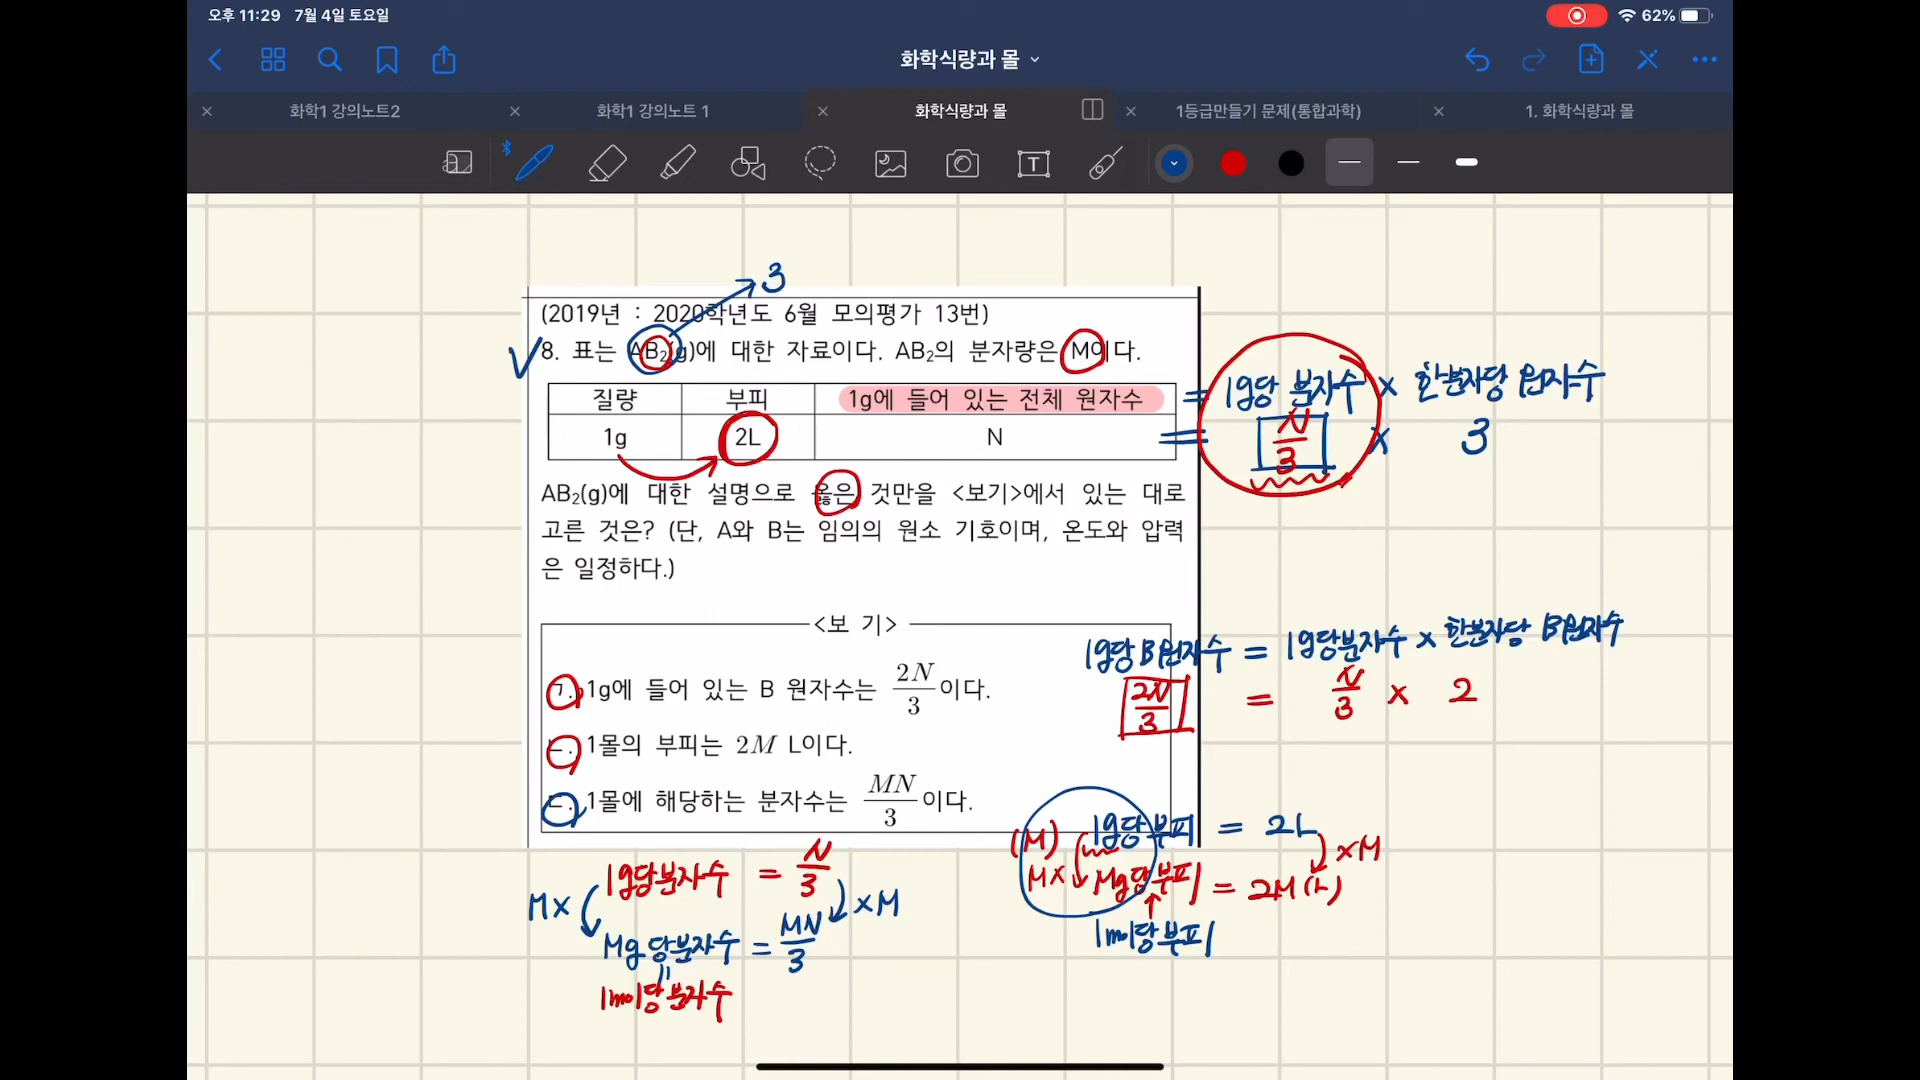 오후 11:29 7월 4일 토요일
62%
화학식량과 몰
화학1 강의노트2
화학1 강의노트 1
화학식량과 몰
1등급만들기 문제(통합과학)
1. 화학식량과 몰
3
(2019년 : 2020학년도 6월 모의평가 13번)
8. 표는 AB₂(g)에 대한 자료이다. AB₂의 분자량은 M이다.
질량 부피 1g에 들어 있는 전체 원자수
1g 2L N
= 1g당 분자수 × 한분자당 원자수
= N/3 × 3
AB₂(g)에 대한 설명으로 옳은 것만을 <보기>에서 있는 대로
고른 것은? (단, A와 B는 임의의 원소 기호이며, 온도와 압력
은 일정하다.)
<보 기>
ㄱ. 1g에 들어 있는 B 원자수는 2N/3이다.
ㄴ. 1몰의 부피는 2M L이다.
ㄷ. 1몰에 해당하는 분자수는 MN/3이다.
1g당 B원자수 = 1g당분자수 × 한분자당 B원자수
2N/3 = N/3 × 2
(M) 1g당부피 = 2L
M× Mg당부피 = 2M(L) ×M
1mol당부피
1g당분자수 = N/3
M× ×M
Mg당분자수 = MN/3
1mol당분자수